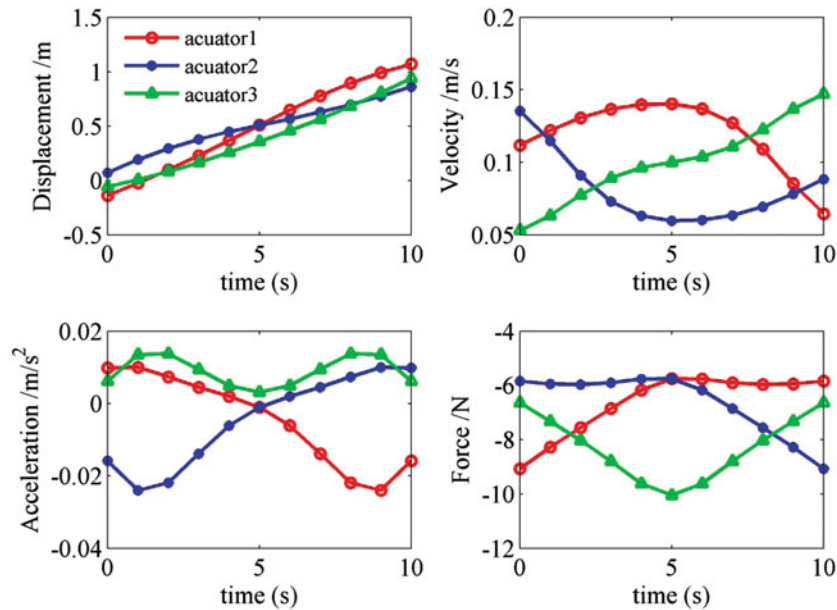 Displacement /m
1.5
1
0.5
0
-0.5
acuator1
acuator2
acuator3
0 5 10
time (s)
Velocity /m/s
0.2
0.15
0.1
0.05
0 5 10
time (s)
Acceleration /m/s²
0.02
0
-0.02
-0.04
0 5 10
time (s)
Force /N
-4
-6
-8
-10
-12
0 5 10
time (s)